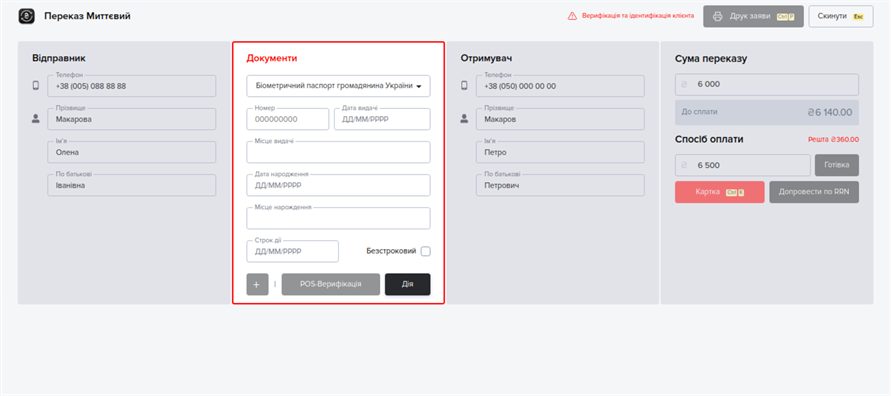 Переказ Миттєвий
Верифікація та ідентифікація клієнта
Друк заяви Ctrl P
Скинути Esc
Відправник
Телефон
+38 (005) 088 88 88
Прізвище
Макарова
Ім'я
Олена
По батькові
Іванівна
Документи
Біометричний паспорт громадянина України
Номер
000000000
Дата видачі
ДД/ММ/РРРР
Місце видачі
Дата народження
ДД/ММ/РРРР
Місце народження
Строк дії
ДД/ММ/РРРР
Безстроковий
+
POS-Верифікація
Дія
Отримувач
Телефон
+38 (050) 000 00 00
Прізвище
Макаров
Ім'я
Петро
По батькові
Петрович
Сума переказу
₴ 6 000
До сплати ₴6 140.00
Спосіб оплати Решта ₴360.00
₴ 6 500
Готівка
Картка Ctrl
Допровести по RRN